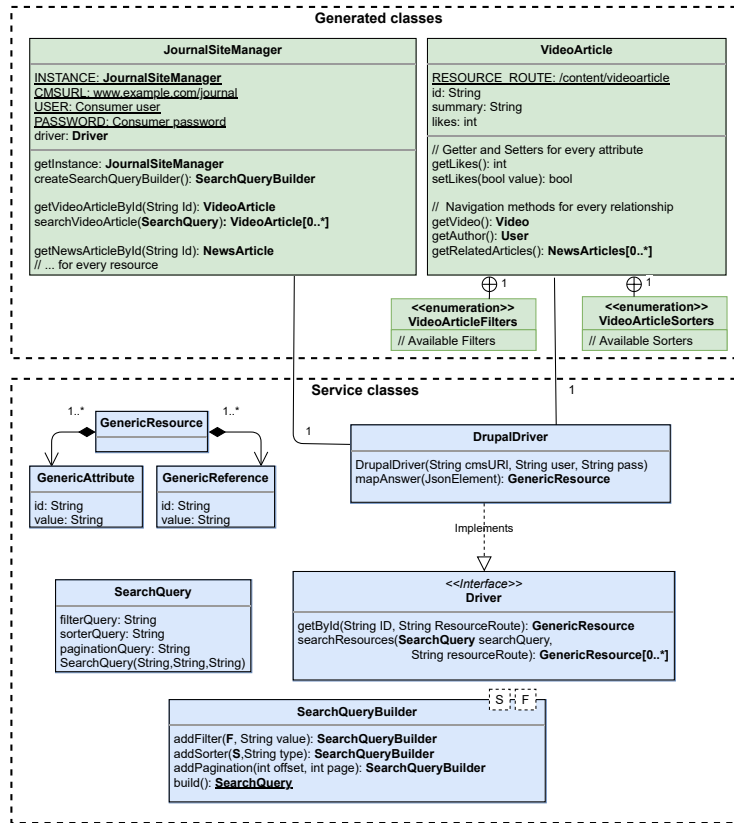 Generated classes
JournalSiteManager
INSTANCE: JournalSiteManager
CMSURL: www.example.com/journal
USER: Consumer user
PASSWORD: Consumer password
driver: Driver
getInstance: JournalSiteManager
createSearchQueryBuilder(): SearchQueryBuilder
getVideoArticleById(String Id): VideoArticle
searchVideoArticle(SearchQuery): VideoArticle[0..*]
getNewsArticleById(String Id): NewsArticle
// ... for every resource
VideoArticle
RESOURCE_ROUTE: /content/videoarticle
id: String
summary: String
likes: int
// Getter and Setters for every attribute
getLikes(): int
setLikes(bool value): bool
//  Navigation methods for every relationship
getVideo(): Video
getAuthor(): User
getRelatedArticles(): NewsArticles[0..*]
1
1
<<enumeration>>
VideoArticleFilters
// Available Filters
<<enumeration>>
VideoArticleSorters
// Available Sorters
Service classes
1
1
1..*
1..*
GenericResource
GenericAttribute
id: String
value: String
GenericReference
id: String
value: String
DrupalDriver
DrupalDriver(String cmsURl, String user, String pass)
mapAnswer(JsonElement): GenericResource
Implements
<<Interface>>
Driver
getById(String ID, String ResourceRoute): GenericResource
searchResources(SearchQuery searchQuery,
String resourceRoute): GenericResource[0..*]
SearchQuery
filterQuery: String
sorterQuery: String
paginationQuery: String
SearchQuery(String,String,String)
S
F
SearchQueryBuilder
addFilter(F, String value): SearchQueryBuilder
addSorter(S,String type): SearchQueryBuilder
addPagination(int offset, int page): SearchQueryBuilder
build(): SearchQuery